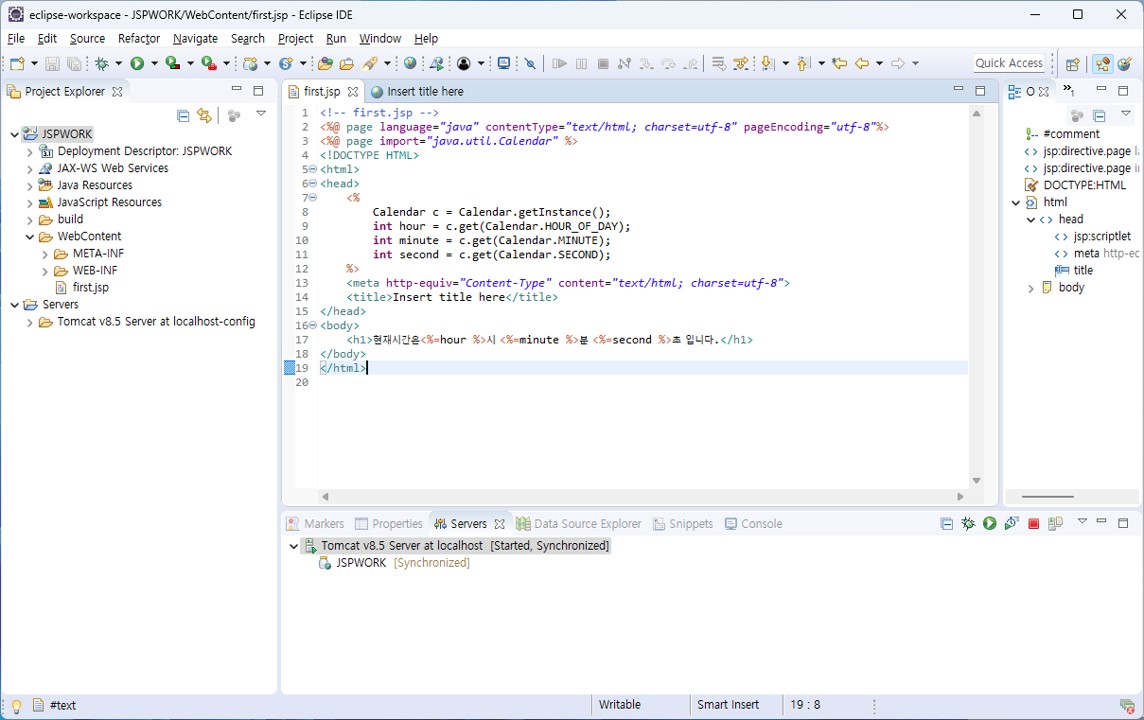 eclipse-workspace - JSPWORK/WebContent/first.jsp - Eclipse IDE
File Edit Source Refactor Navigate Search Project Run Window Help
Quick Access
Project Explorer
JSPWORK
Deployment Descriptor: JSPWORK
JAX-WS Web Services
Java Resources
JavaScript Resources
build
WebContent
META-INF
WEB-INF
first.jsp
Servers
Tomcat v8.5 Server at localhost-config
first.jsp Insert title here
1 <!-- first.jsp -->
2 <%@ page language="java" contentType="text/html; charset=utf-8" pageEncoding="utf-8"%>
3 <%@ page import="java.util.Calendar" %>
4 <!DOCTYPE HTML>
5 <html>
6 <head>
7 <%
8 Calendar c = Calendar.getInstance();
9 int hour = c.get(Calendar.HOUR_OF_DAY);
10 int minute = c.get(Calendar.MINUTE);
11 int second = c.get(Calendar.SECOND);
12 %>
13 <meta http-equiv="Content-Type" content="text/html; charset=utf-8">
14 <title>Insert title here</title>
15 </head>
16 <body>
17 <h1>현재시간은<%=hour %>시 <%=minute %>분 <%=second %>초 입니다.</h1>
18 </body>
19 </html>
20
O
1
#comment
jsp:directive.page la
jsp:directive.page in
DOCTYPE:HTML
html
head
jsp:scriptlet
meta http-ec
title
body
Markers Properties Servers Data Source Explorer Snippets Console
Tomcat v8.5 Server at localhost [Started, Synchronized]
JSPWORK [Synchronized]
#text Writable Smart Insert 19 : 8